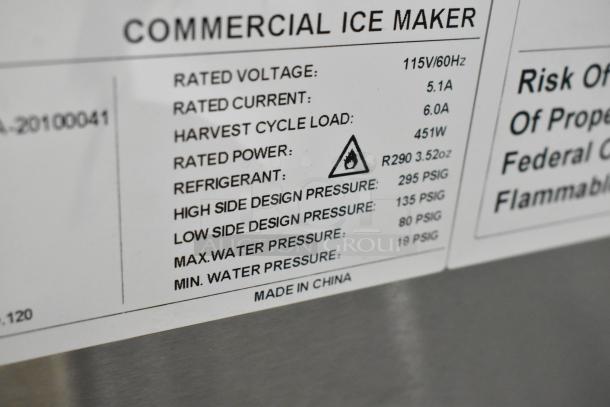 COMMERCIAL ICE MAKER
A-20100041
RATED VOLTAGE: 115V/60Hz
RATED CURRENT: 5.1A
HARVEST CYCLE LOAD: 6.0A
RATED POWER: 451W
REFRIGERANT: R290 3.52oz
HIGH SIDE DESIGN PRESSURE: 295 PSIG
LOW SIDE DESIGN PRESSURE: 135 PSIG
MAX.WATER PRESSURE: 80 PSIG
MIN. WATER PRESSURE: 19 PSIG
MADE IN CHINA
.120
Risk Of
Of Prope
Federal
Flammabl
AUCTION GROUP